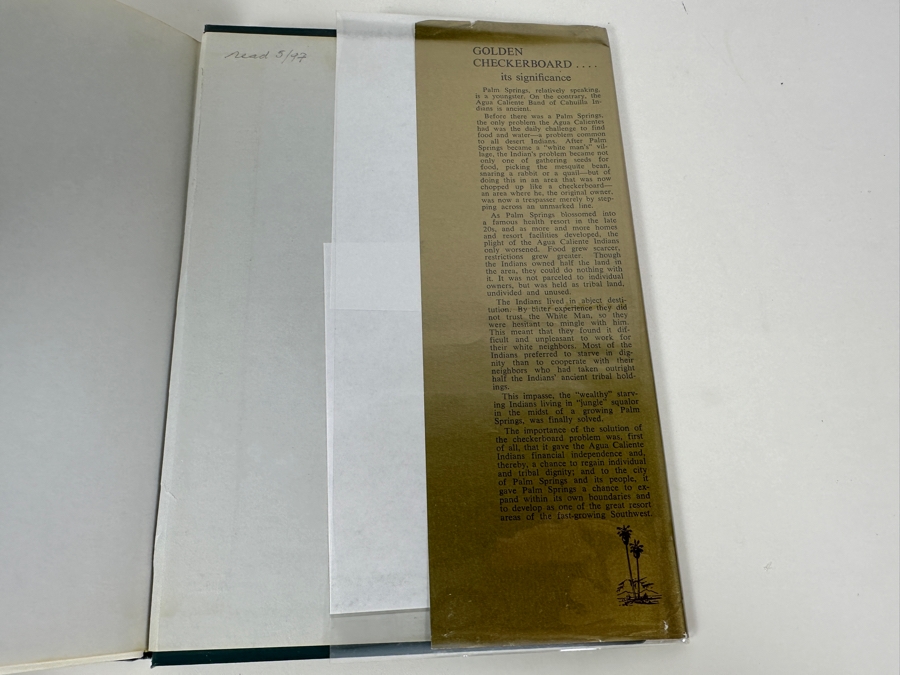 read 5/97
GOLDEN
CHECKERBOARD . . . .
its significance
Palm Springs, relatively speaking,
is a youngster. On the contrary, the
Agua Caliente Band of Cahuilla In-
dians is ancient.
Before there was a Palm Springs,
the only problem the Agua Calientes
had was the daily challenge to find
food and water—a problem common
to all desert Indians. After Palm
Springs became a "white man's" vil-
lage, the Indian's problem became not
only one of gathering seeds for
food, picking the mesquite bean,
snaring a rabbit or a quail—but of
doing this in an area that was now
chopped up like a checkerboard—
an area where he, the original owner,
was now a trespasser merely by step-
ping across an unmarked line.
As Palm Springs blossomed into
a famous health resort in the late
20s, and as more and more homes
and resort facilities developed, the
plight of the Agua Caliente Indians
only worsened. Food grew scarcer,
restrictions grew greater. Though
the Indians owned half the land in
the area, they could do nothing with
it. It was not parceled to individual
owners, but was held as tribal land,
undivided and unused.
The Indians lived in abject desti-
tution. By bitter experience they did
not trust the White Man, so they
were hesitant to mingle with him.
This meant that they found it dif-
ficult and unpleasant to work for
their white neighbors. Most of the
Indians preferred to starve in dig-
nity than to cooperate with their
neighbors who had taken outright
half the Indians' ancient tribal hold-
ings.
This impasse, the "wealthy" starv-
ing Indians living in "jungle" squalor
in the midst of a growing Palm
Springs, was finally solved.
The importance of the solution of
the checkerboard problem was, first
of all, that it gave the Agua Caliente
Indians financial independence and,
thereby, a chance to regain individual
and tribal dignity; and to the city
of Palm Springs and its people, it
gave Palm Springs a chance to ex-
pand within its own boundaries and
to develop as one of the great resort
areas of the fast-growing Southwest.